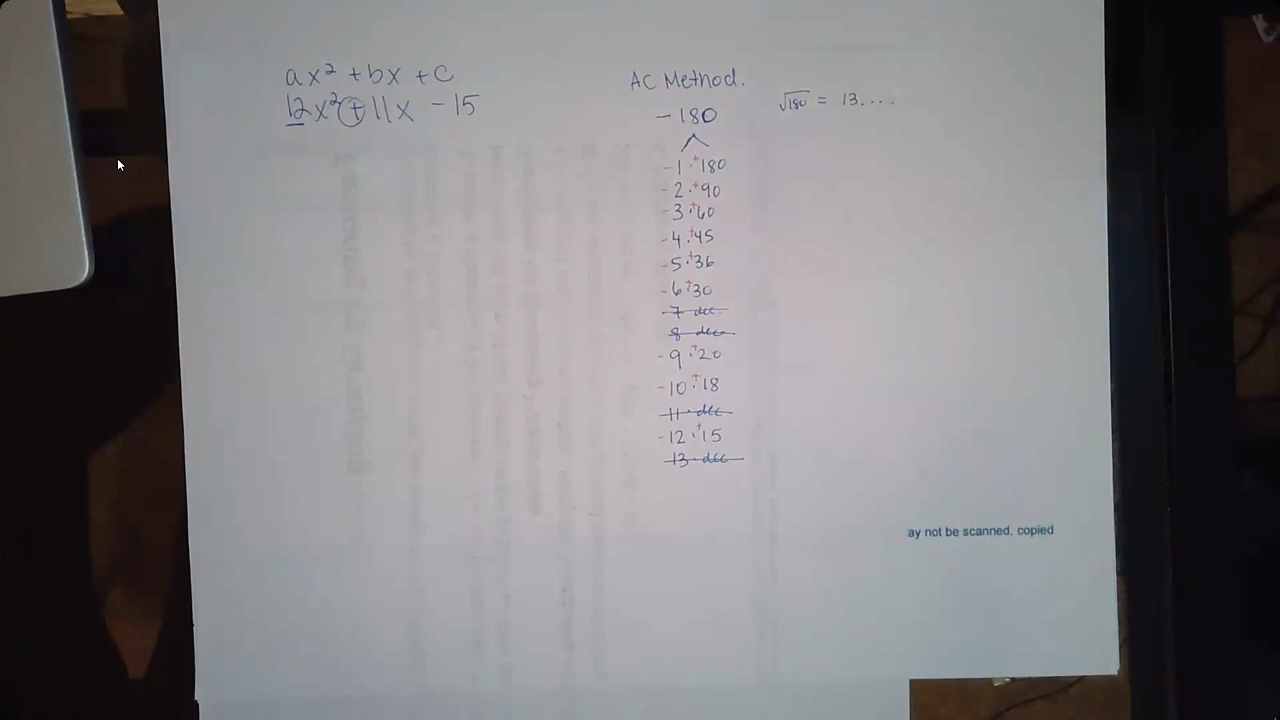 ax² + bx + c
12x² + 11x - 15
AC Method.
- 180
√180 = 13....
-1 · +180
-2 · +90
-3 · +60
-4 · +45
-5 · +36
-6 · +30
7 dec.
8 dec
-9 · +20
-10 · +18
11 · dec
-12 · +15
13 · dec
ay not be scanned, copied